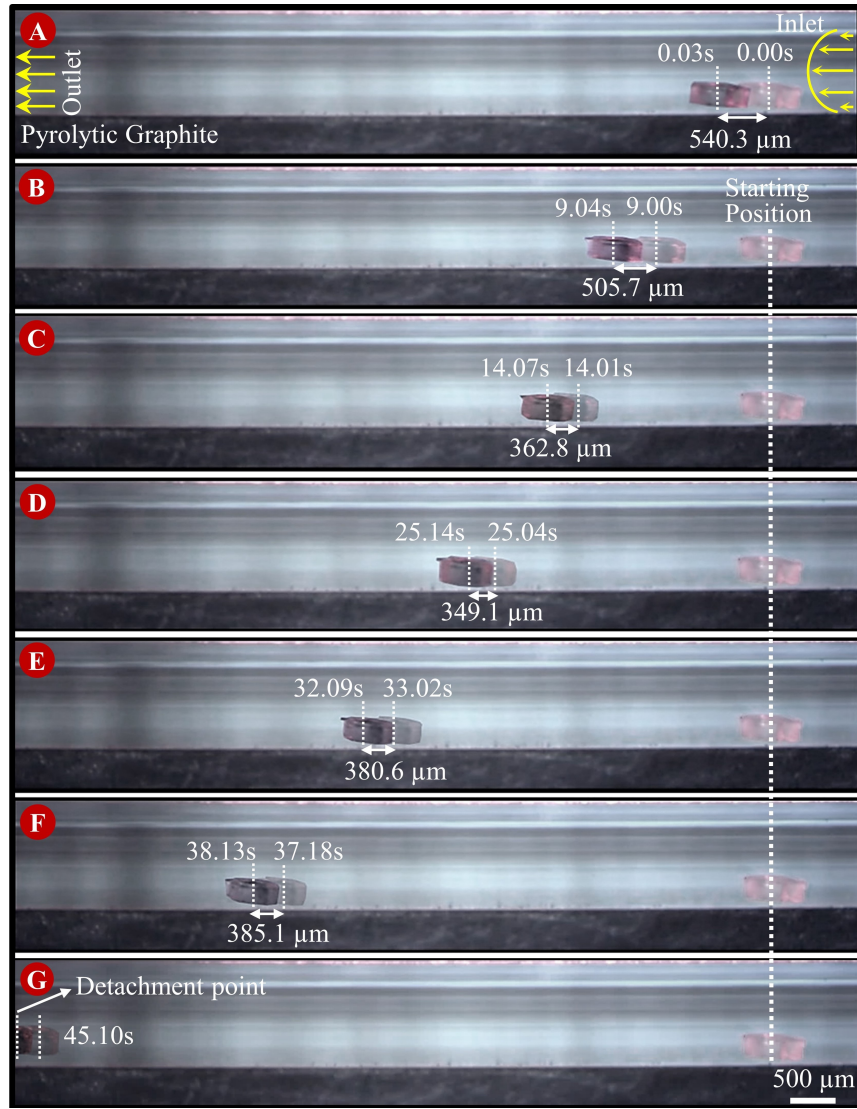 A
Inlet
0.03s 0.00s
Outlet
Pyrolytic Graphite
540.3 µm
B
Starting
Position
9.04s 9.00s
505.7 µm
C
14.07s 14.01s
362.8 µm
D
25.14s 25.04s
349.1 µm
E
32.09s 33.02s
380.6 µm
F
38.13s 37.18s
385.1 µm
G
Detachment point
45.10s
500 µm